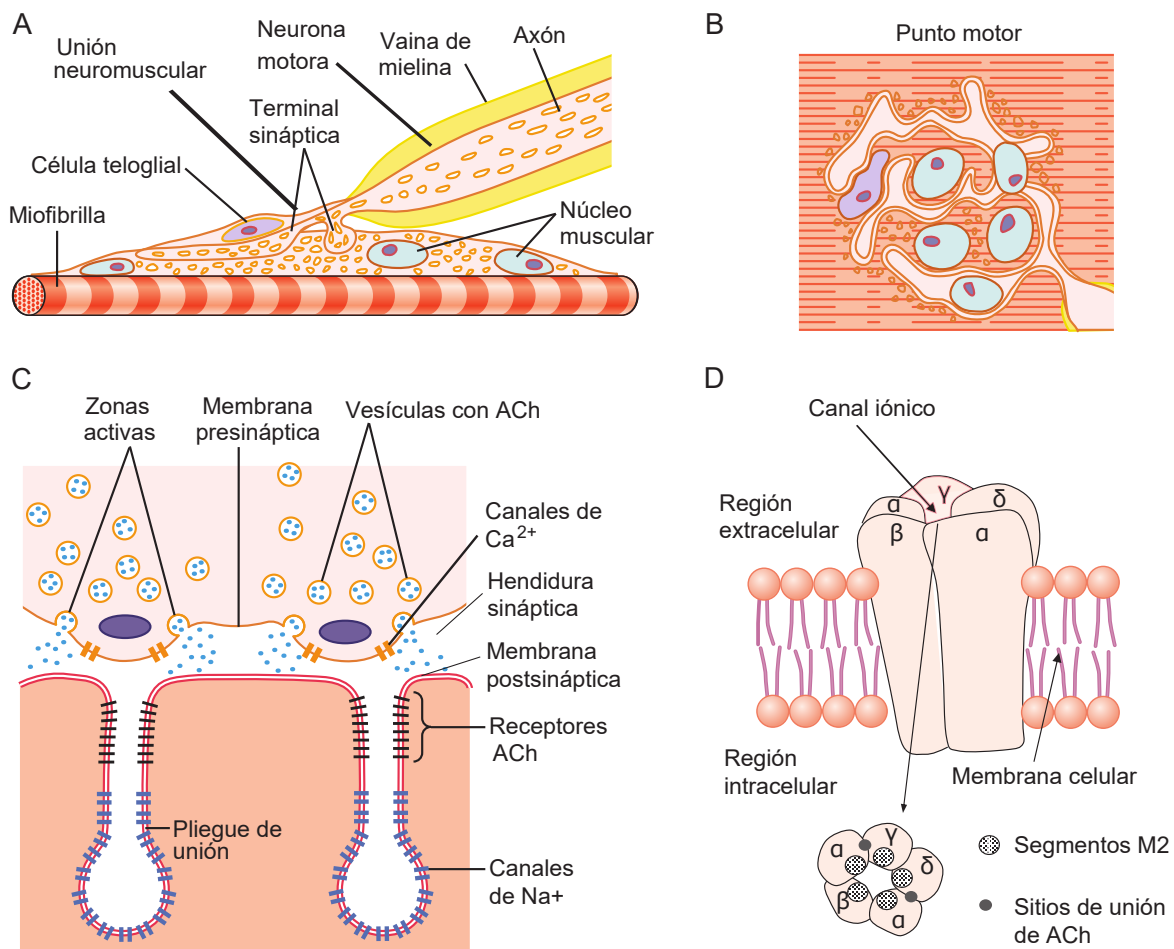 A
Unión
neuromuscular
Neurona
motora
Vaina de
mielina
Axón
Terminal
sináptica
Célula teloglial
Miofibrilla
Núcleo
muscular
B
Punto motor
C
Zonas
activas
Membrana
presináptica
Vesículas con ACh
Canales de
Ca2+
Hendidura
sináptica
Membrana
postsináptica
Receptores
ACh
Pliegue de
unión
Canales
de Na+
D
Canal iónico
Región
extracelular
γ
α
δ
β
α
Región
intracelular
Membrana celular
γ
α
δ
β
α
Segmentos M2
Sitios de unión
de ACh